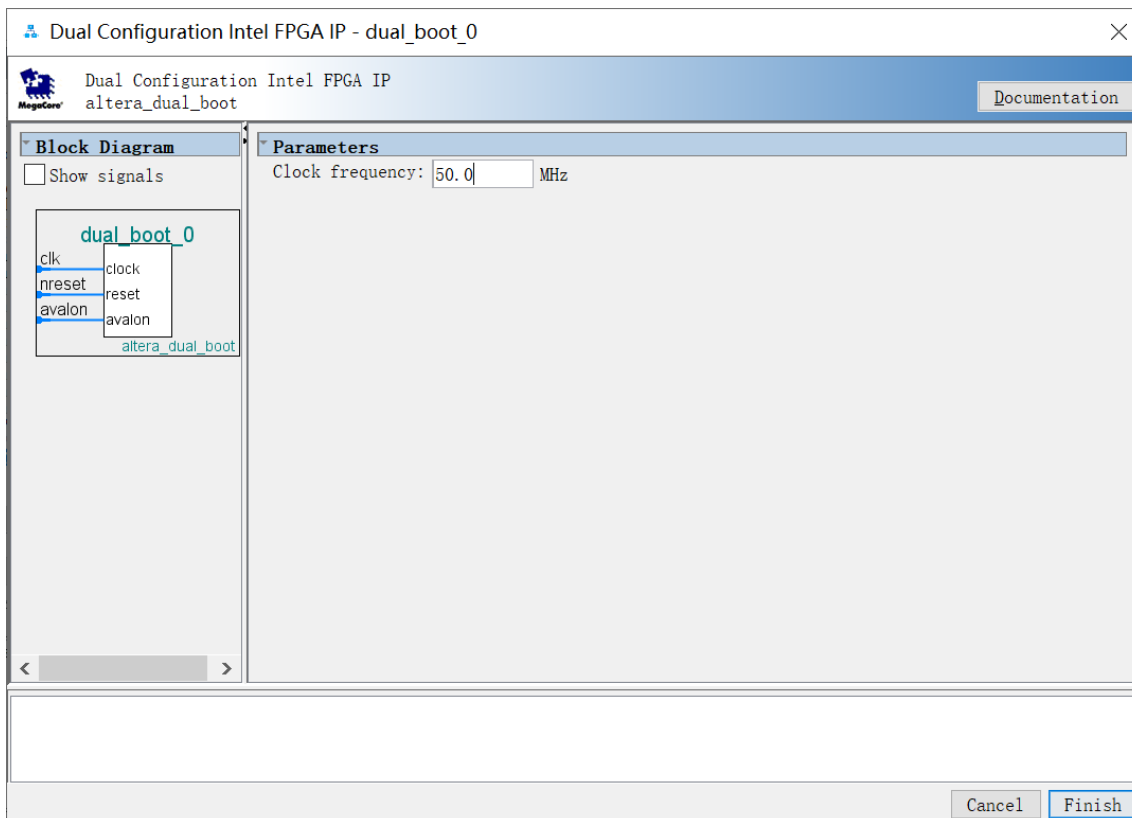 Dual Configuration Intel FPGA IP - dual_boot_0
Dual Configuration Intel FPGA IP
MegaCore'
altera_dual_boot
Documentation
Block Diagram
Show signals
dual_boot_0
clk
clock
nreset
reset
avalon
avalon
altera_dual_boot
Parameters
Clock frequency: 50.0 MHz
Cancel
Finish